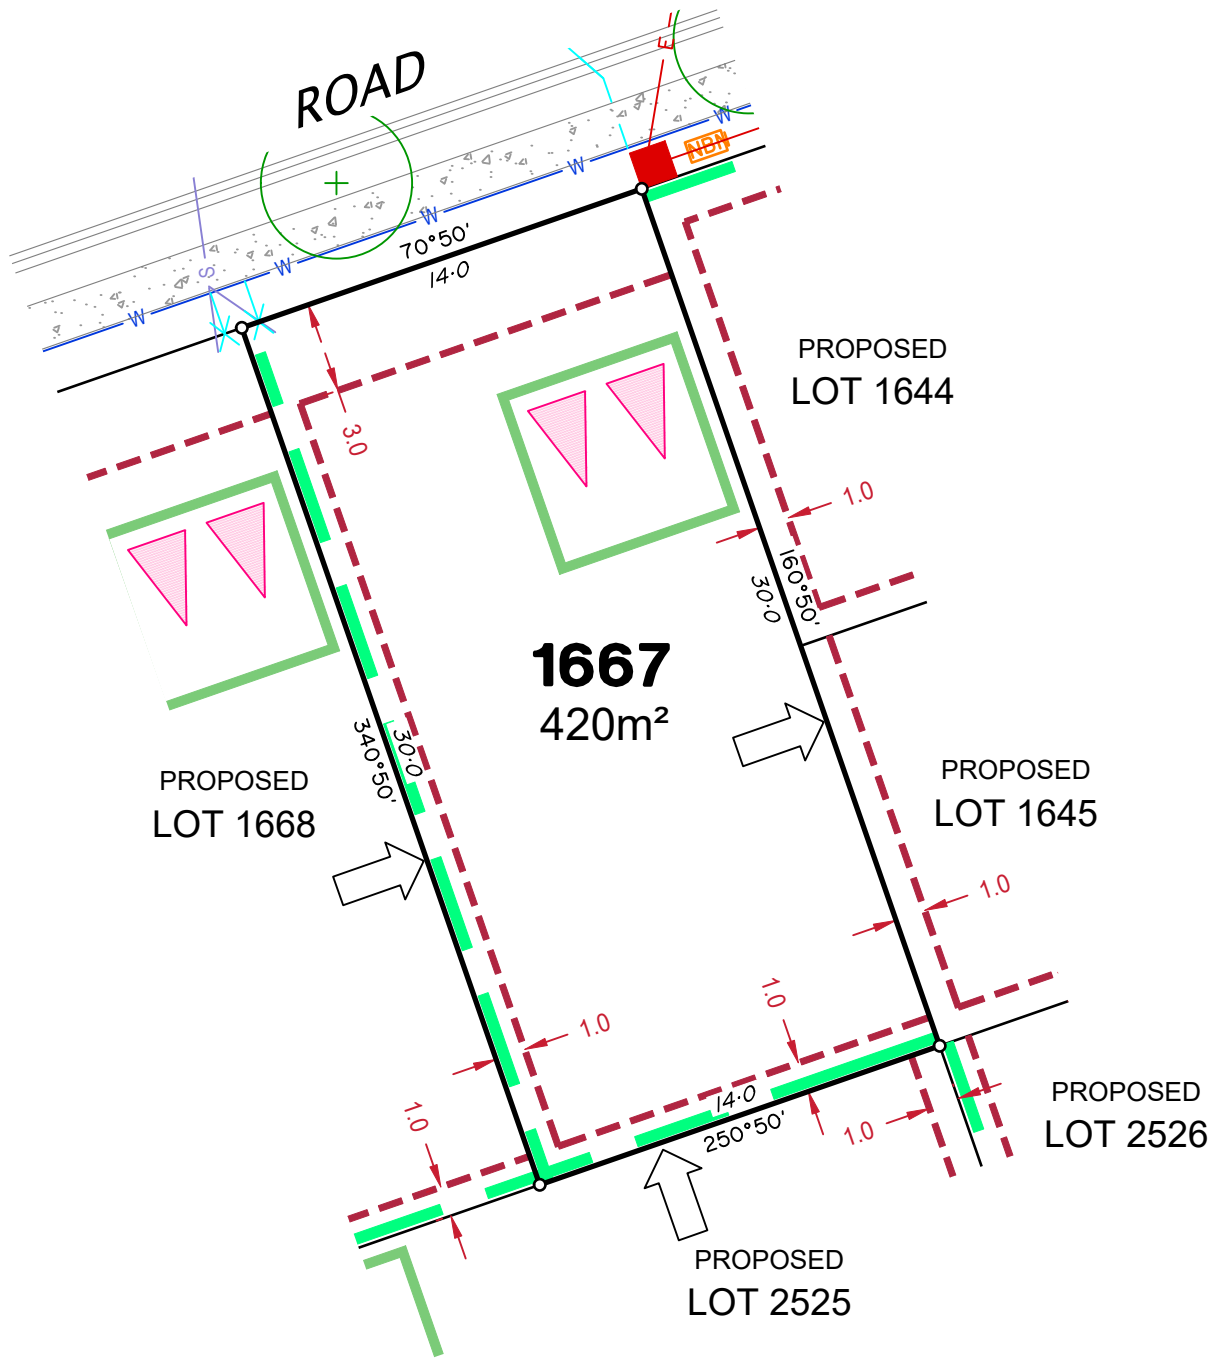 ROAD
E
W
NBN
W
W
W
W
S
70°50'
14·0
PROPOSED
LOT 1644
3.0
1.0
160°50'
30·0
1667
420m²
340°50'
30·0
PROPOSED
LOT 1668
PROPOSED
LOT 1645
1.0
1.0
1.0
1.0
14·0
250°50'
1.0
PROPOSED
LOT 2526
PROPOSED
LOT 2525